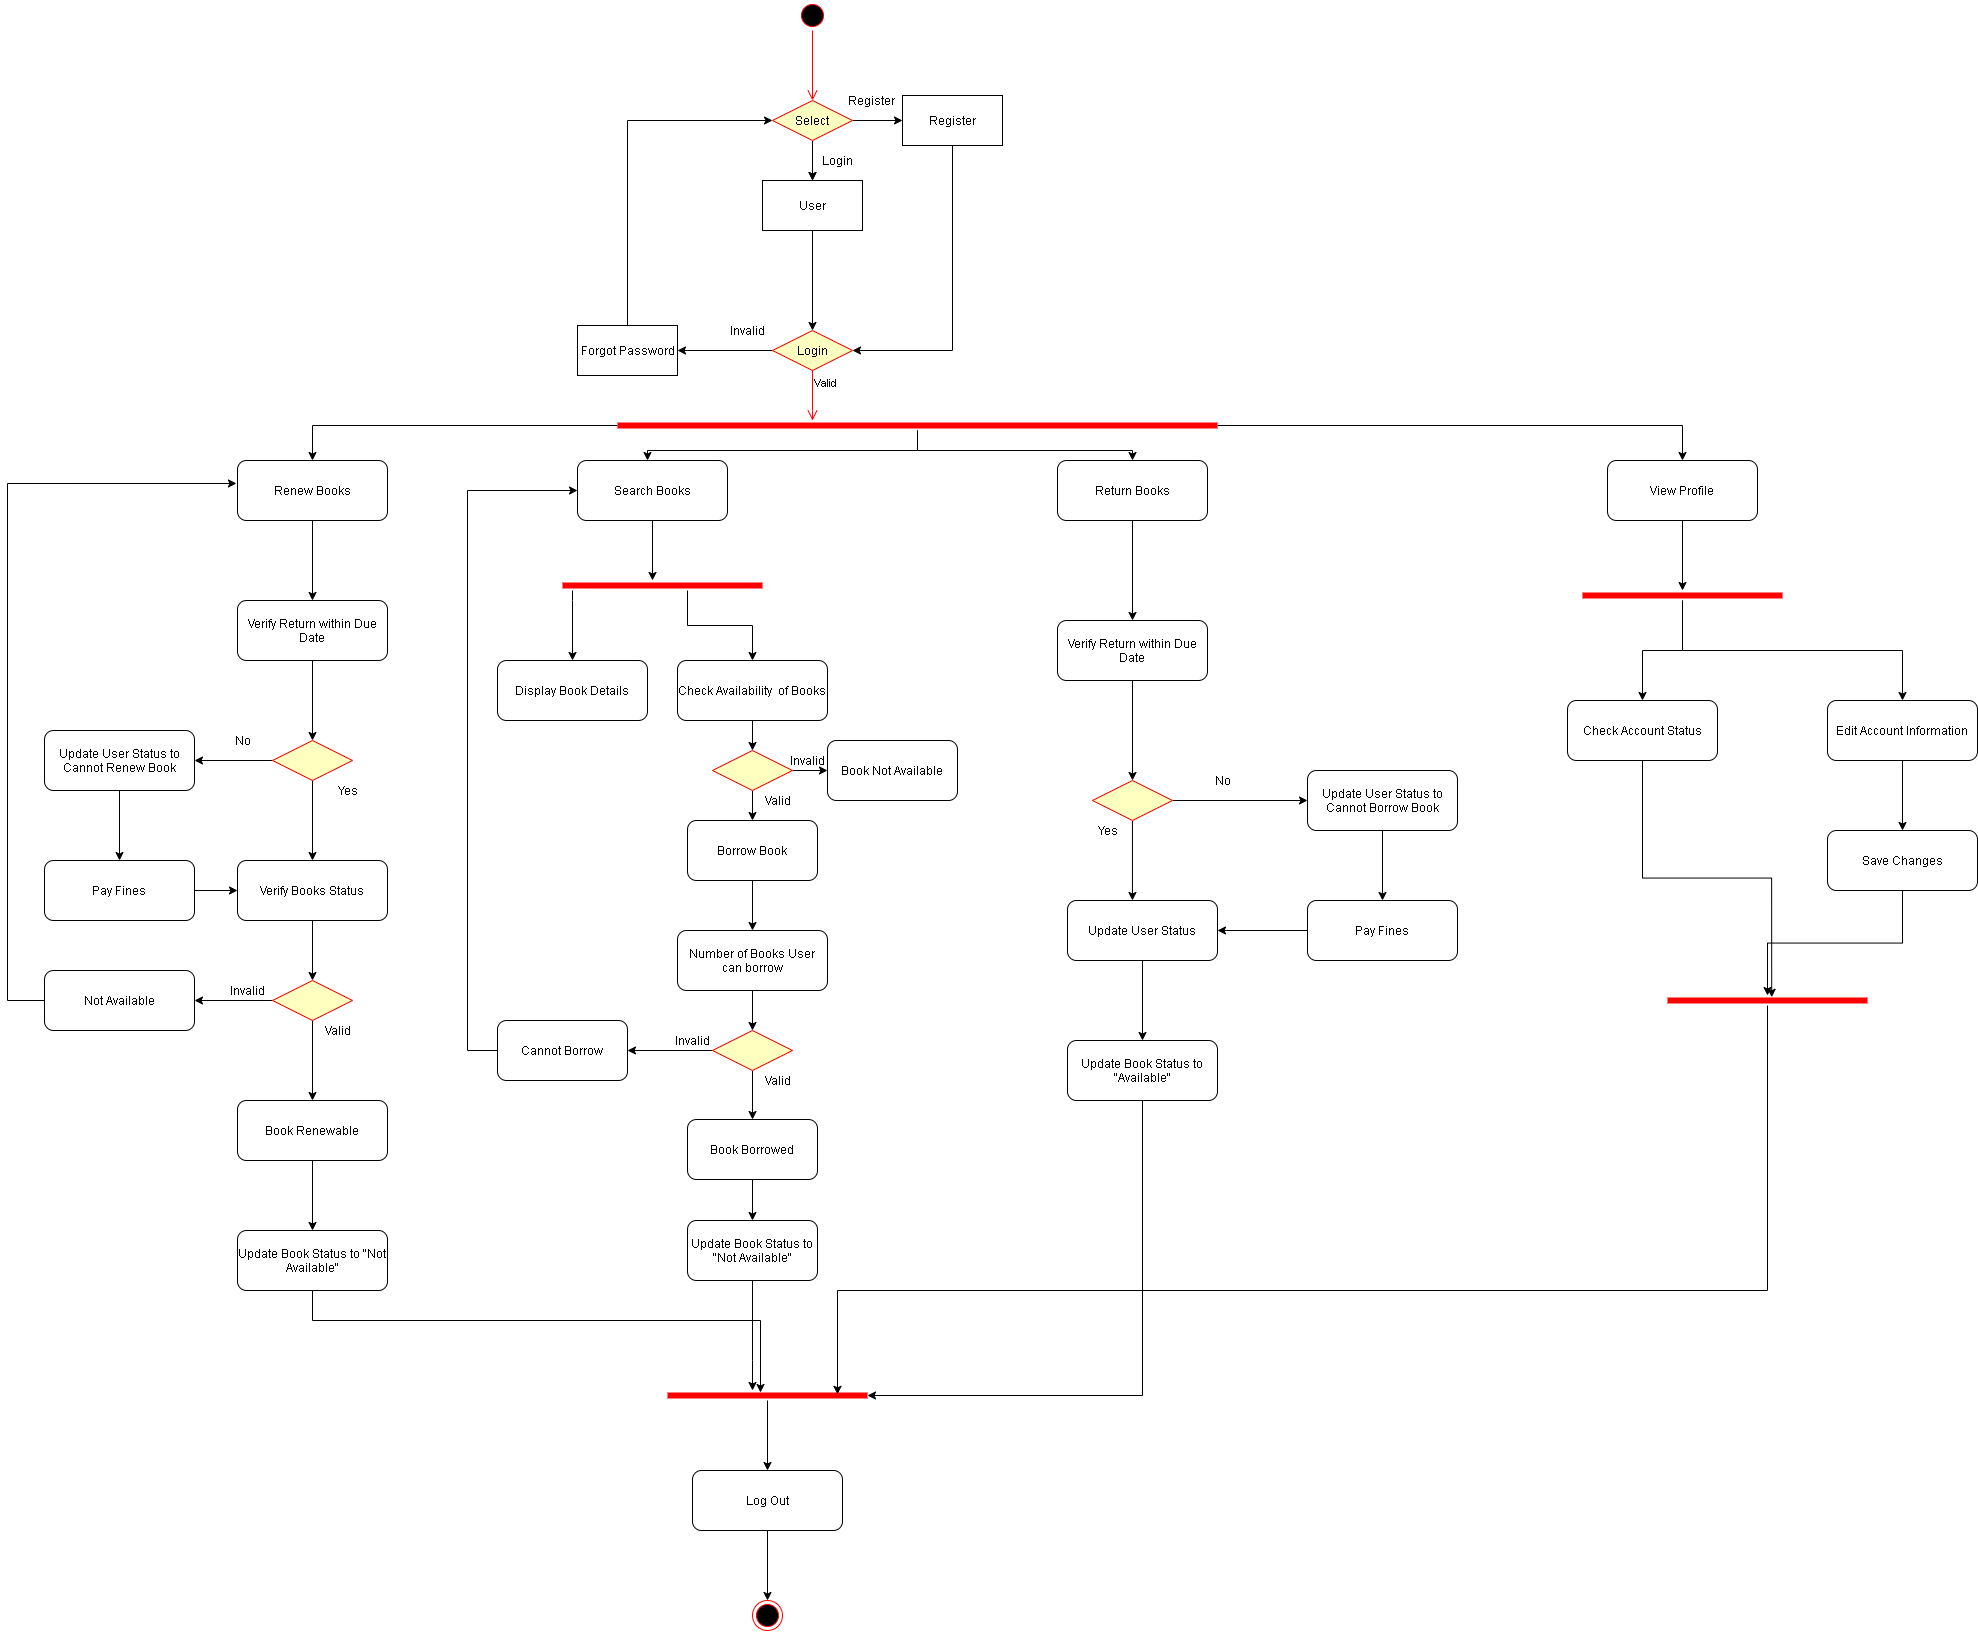 Register
Select
Register
Login
User
Invalid
Forgot Password
Login
Valid
Renew Books
Search Books
Return Books
View Profile
Verify Return within Due
Date
Verify Return within Due
Date
Display Book Details
Check Availability  of Books
Check Account Status
Edit Account Information
No
Update User Status to
Cannot Renew Book
Yes
Invalid
Book Not Available
Valid
No
Update User Status to
Cannot Borrow Book
Yes
Borrow Book
Save Changes
Pay Fines
Verify Books Status
Update User Status
Pay Fines
Number of Books User
can borrow
Invalid
Not Available
Valid
Invalid
Cannot Borrow
Valid
Update Book Status to
"Available"
Book Renewable
Book Borrowed
Update Book Status to "Not
Available"
Update Book Status to
"Not Available"
Log Out